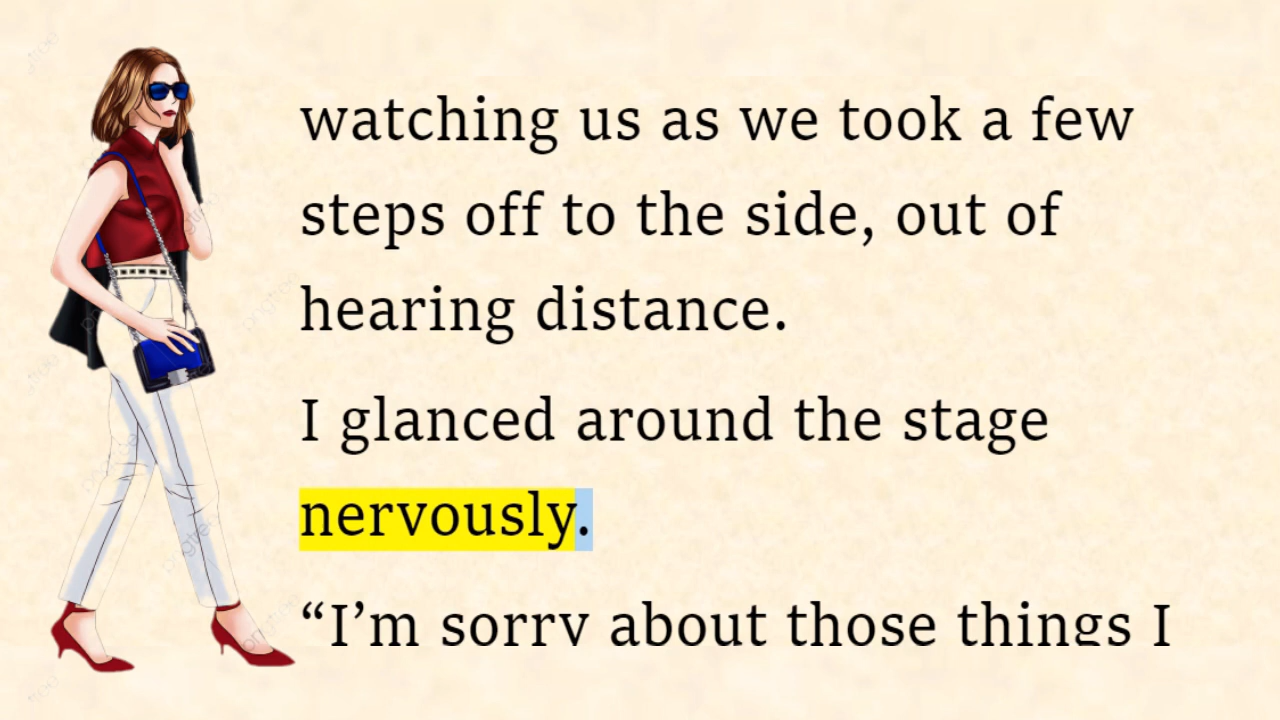 watching us as we took a few
steps off to the side, out of
hearing distance.
I glanced around the stage
nervously.
“I’m sorry about those things I